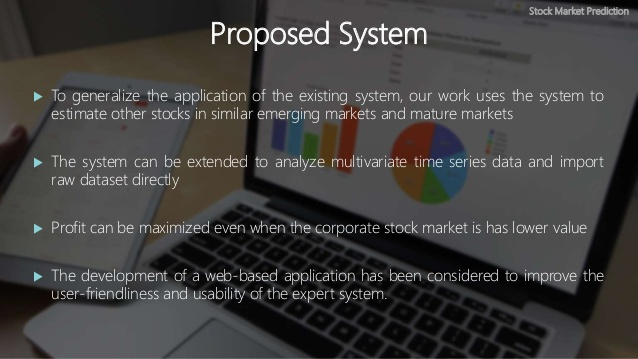 Stock Market Prediction
Proposed System
To generalize the application of the existing system, our work uses the system to
estimate other stocks in similar emerging markets and mature markets
The system can be extended to analyze multivariate time series data and import
raw dataset directly
Profit can be maximized even when the corporate stock market is has lower value
The development of a web-based application has been considered to improve the
user-friendliness and usability of the expert system.